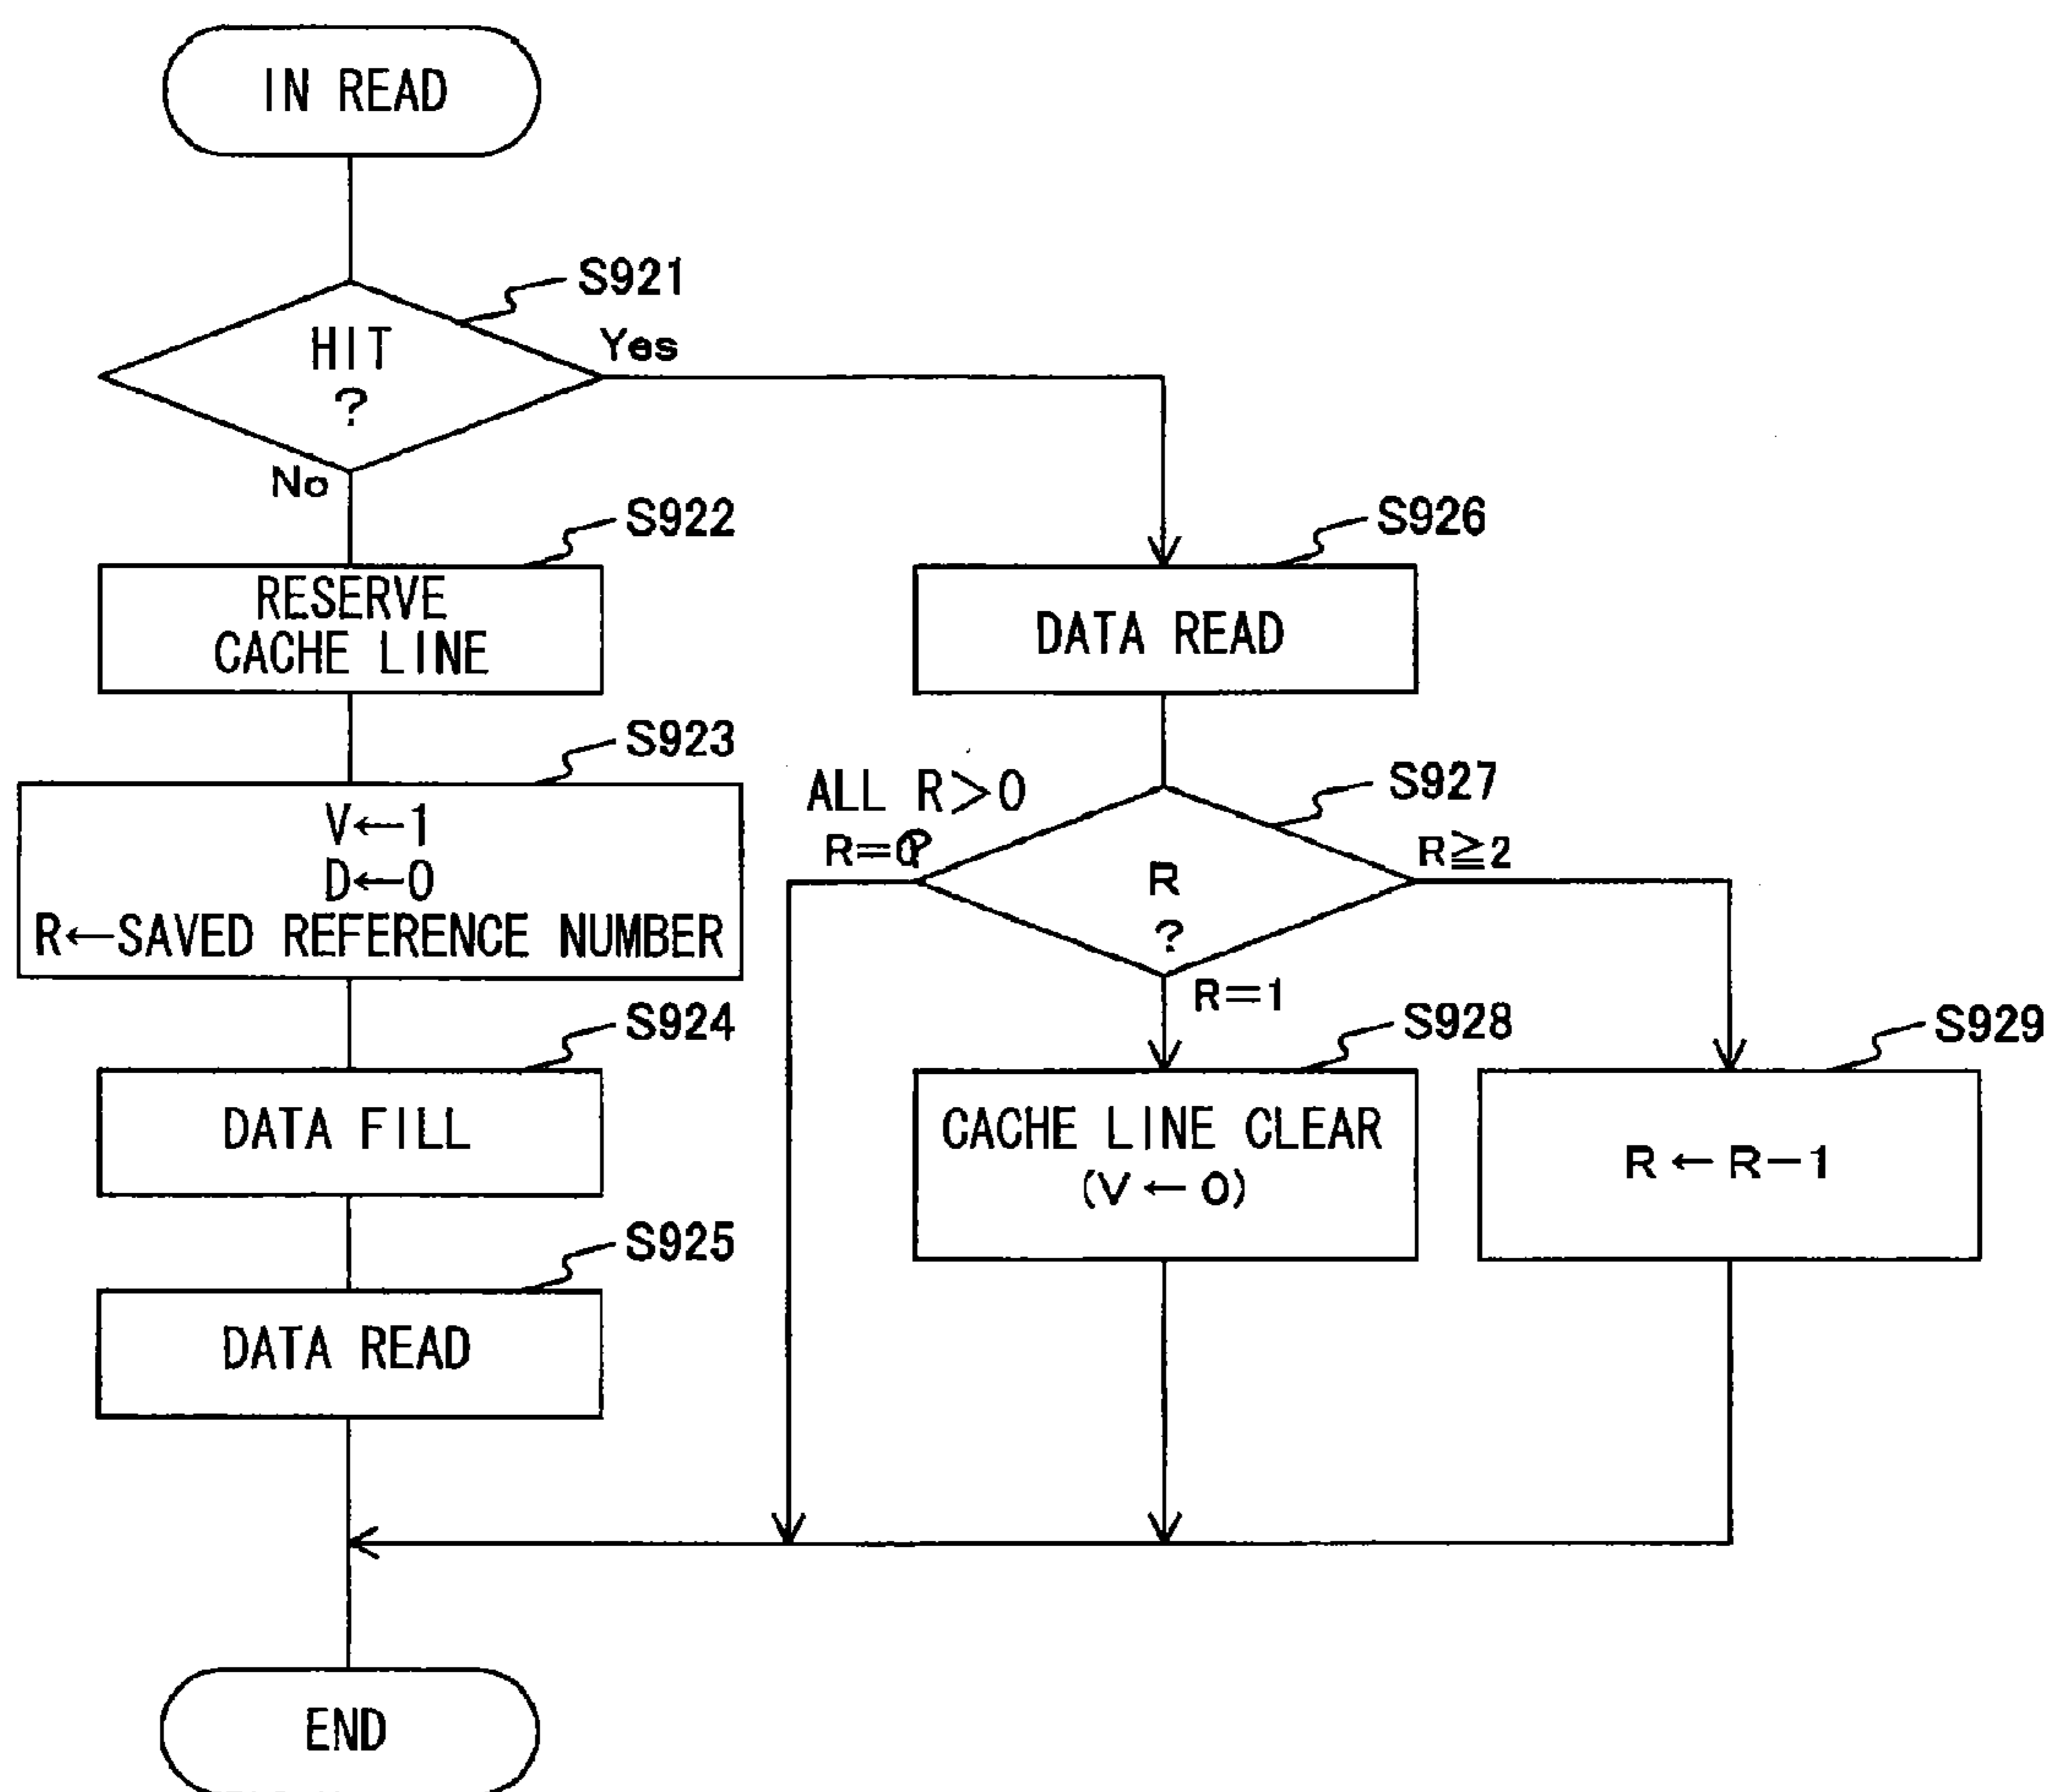 IN READ
S921
HIT
?
Yes
No
S922
RESERVE
CACHE LINE
S926
DATA READ
S923
V←1
D←0
R←SAVED REFERENCE NUMBER
ALL R>0
S927
R≧2
R
?
R=1
S924
DATA FILL
S928
CACHE LINE CLEAR
(V←0)
S929
R←R−1
S925
DATA READ
END